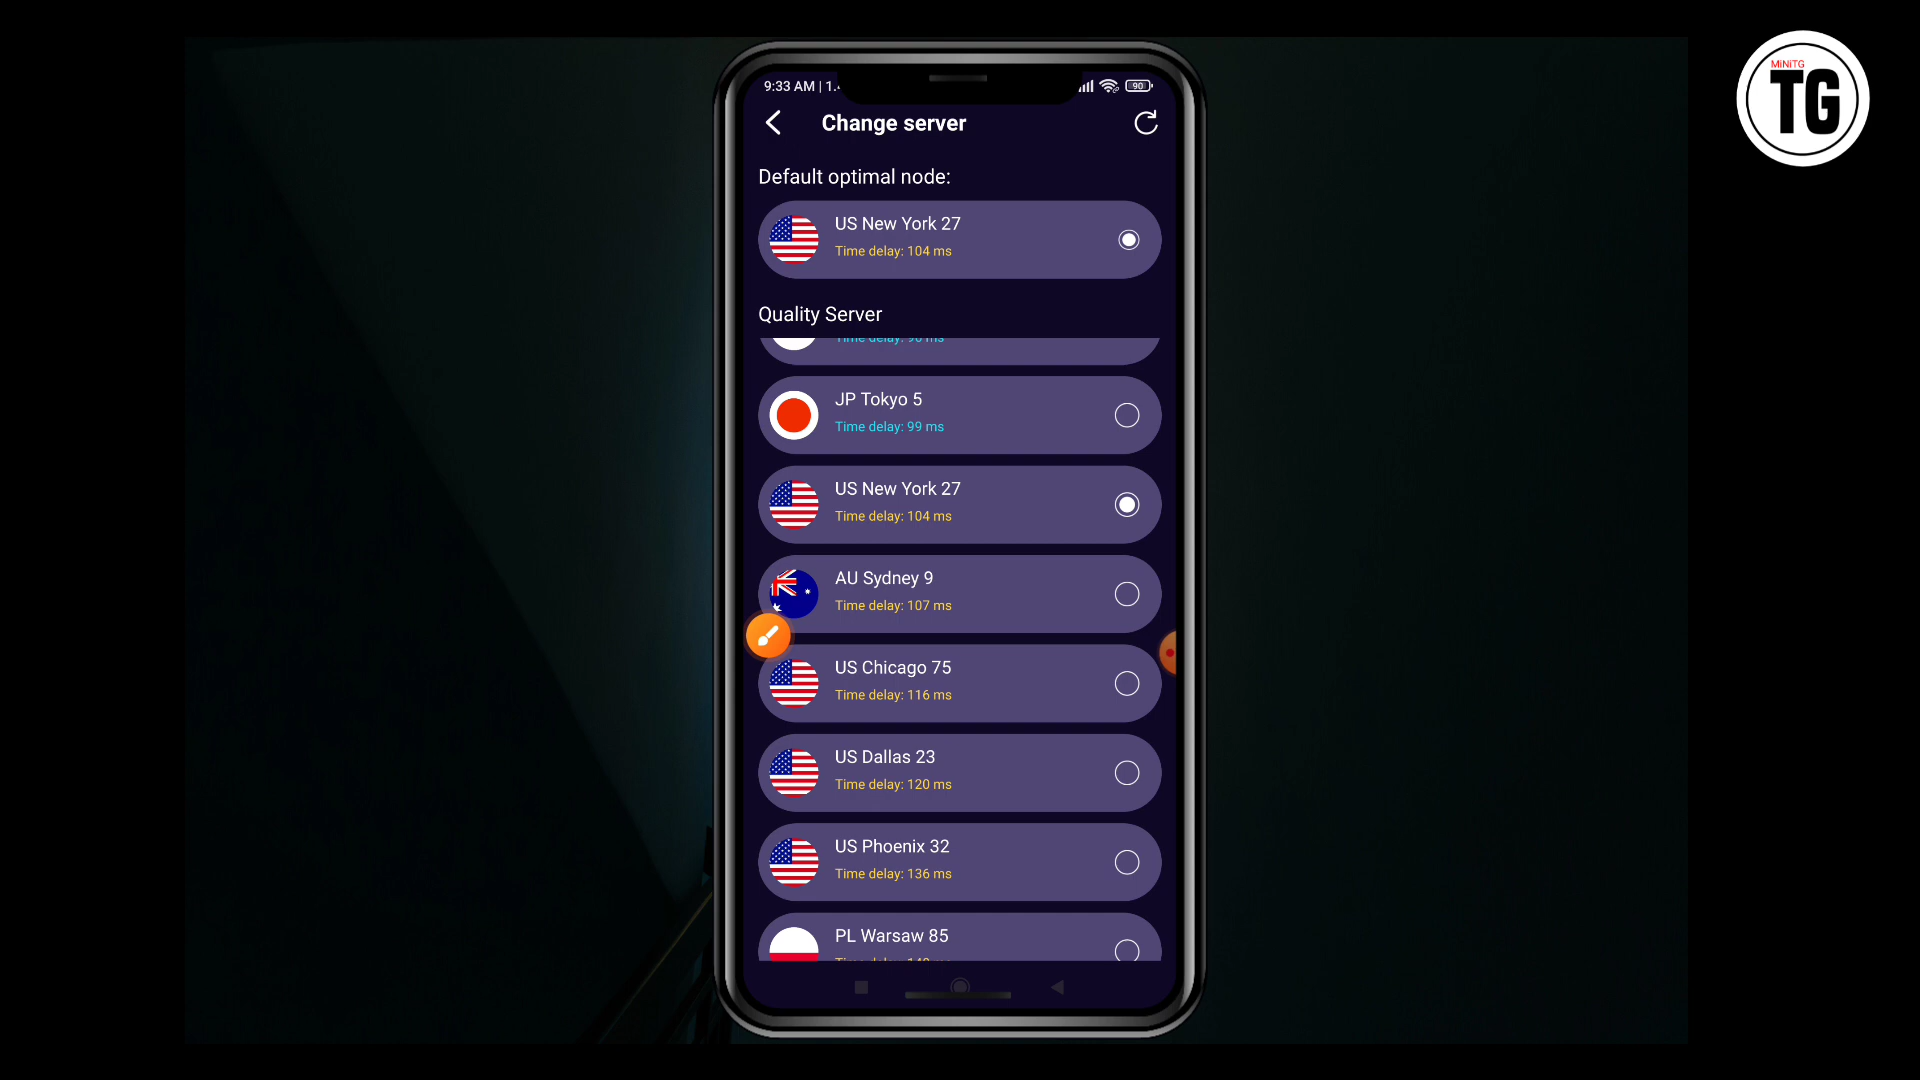 MiNiTG
TG
9:33 AM | 1.
90
Change server
Default optimal node:
US New York 27
Time delay: 104 ms
Quality Server
JP Tokyo 5
Time delay: 99 ms
US New York 27
Time delay: 104 ms
AU Sydney 9
Time delay: 107 ms
US Chicago 75
Time delay: 116 ms
US Dallas 23
Time delay: 120 ms
US Phoenix 32
Time delay: 136 ms
PL Warsaw 85